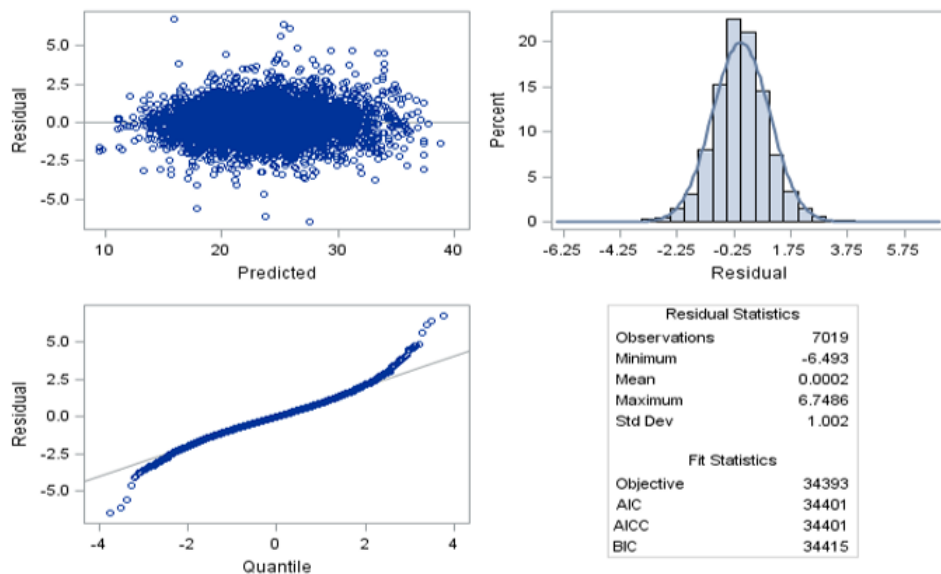 5.0
2.5
0.0
-2.5
-5.0
Residual
10 20 30 40
Predicted
20
15
10
5
0
Percent
-6.25 -4.25 -2.25 -0.25 1.75 3.75 5.75
Residual
5.0
2.5
0.0
-2.5
-5.0
Residual
-4 -2 0 2 4
Quantile
Residual Statistics
Observations 7019
Minimum -6.493
Mean 0.0002
Maximum 6.7486
Std Dev 1.002
Fit Statistics
Objective 34393
AIC 34401
AICC 34401
BIC 34415